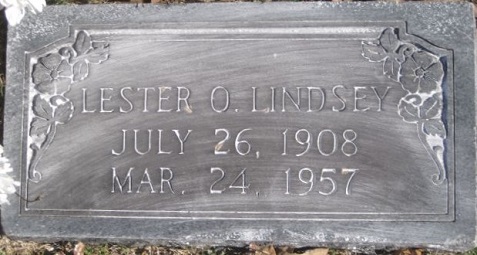 LESTER O. LINDSEY
JULY 26, 1908
MAR. 24, 1957